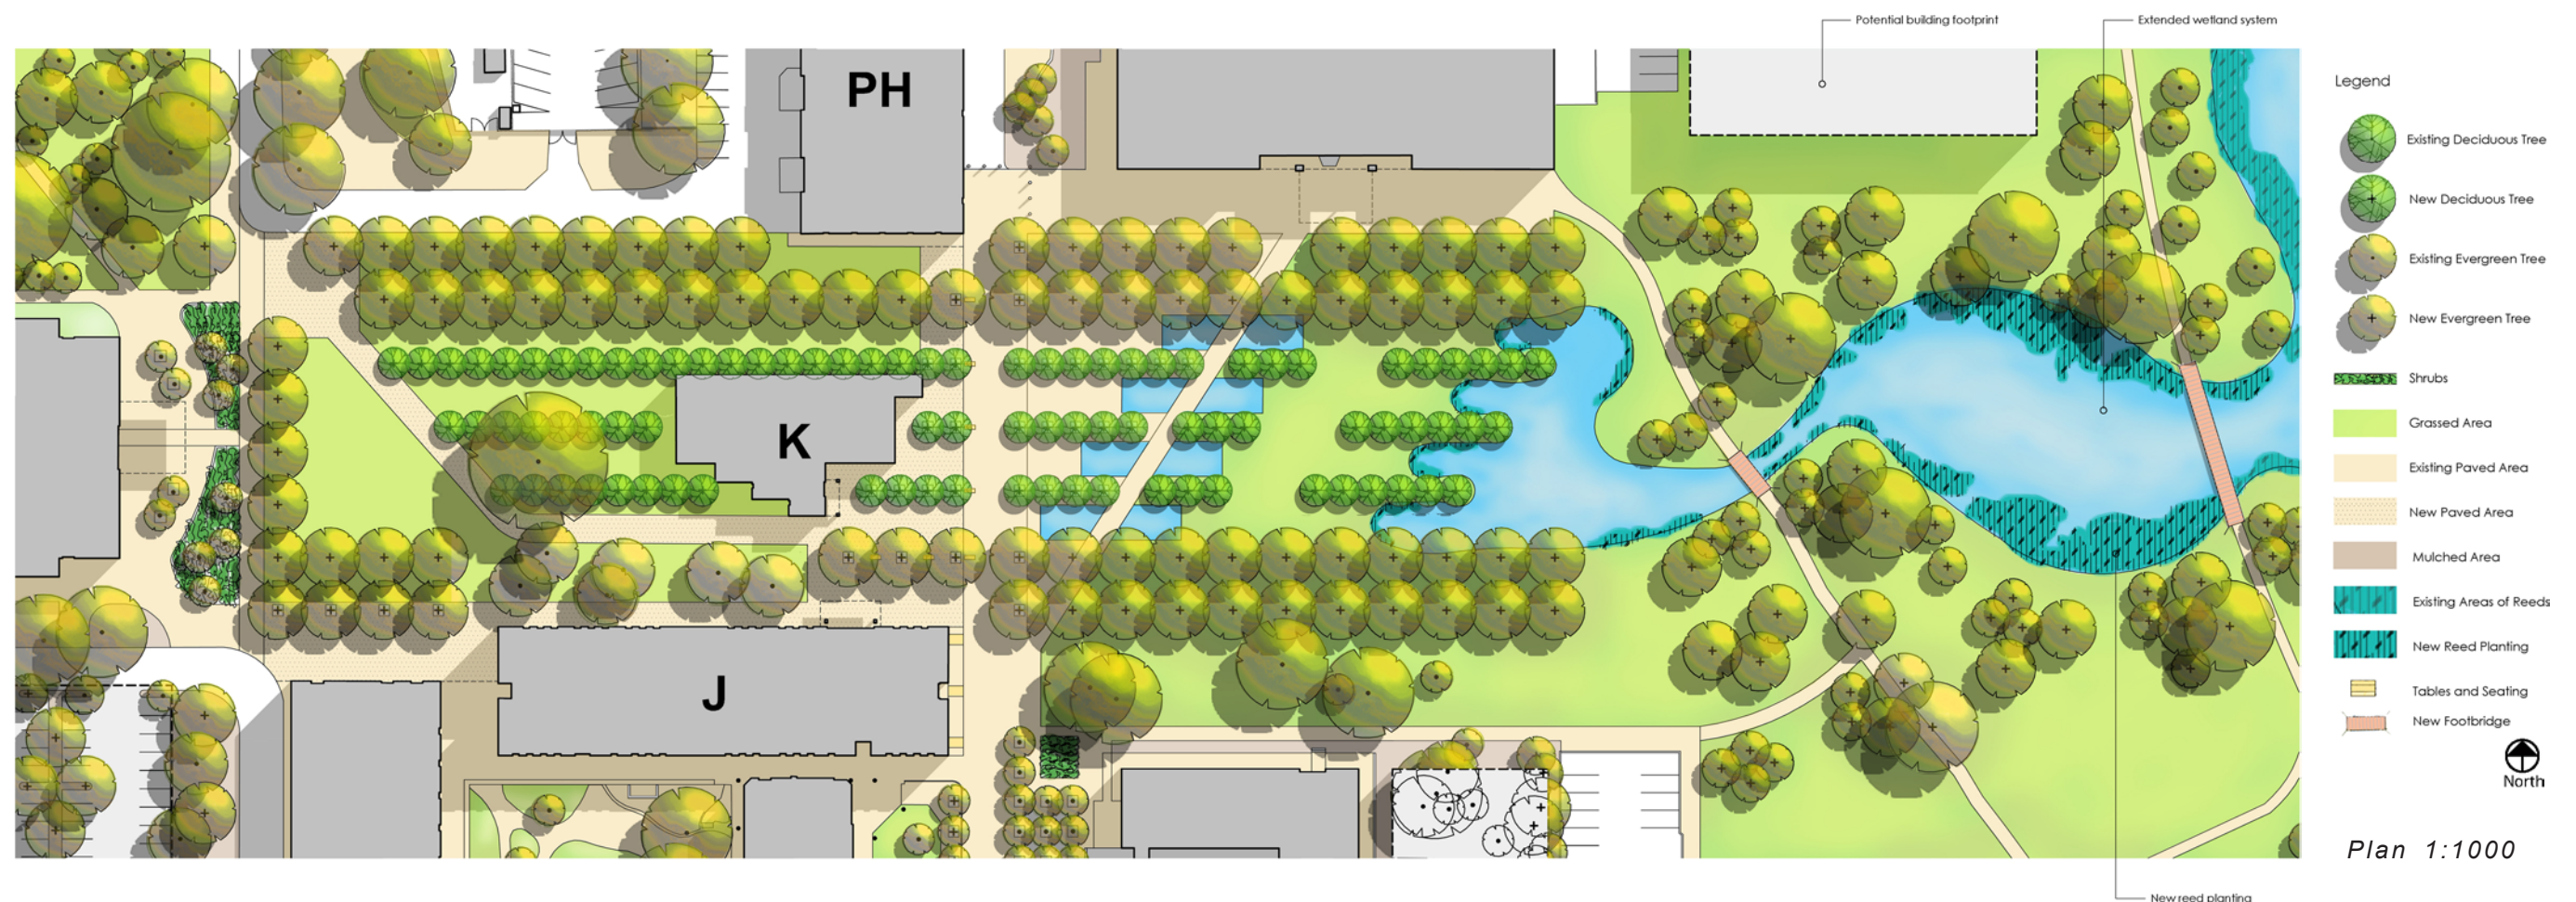 Potential building footprint
Extended wetland system
PH
K
J
Legend
Existing Deciduous Tree
New Deciduous Tree
Existing Evergreen Tree
New Evergreen Tree
Shrubs
Grassed Area
Existing Paved Area
New Paved Area
Mulched Area
Existing Areas of Reeds
New Reed Planting
Tables and Seating
New Footbridge
North
Plan 1:1000
New reed planting